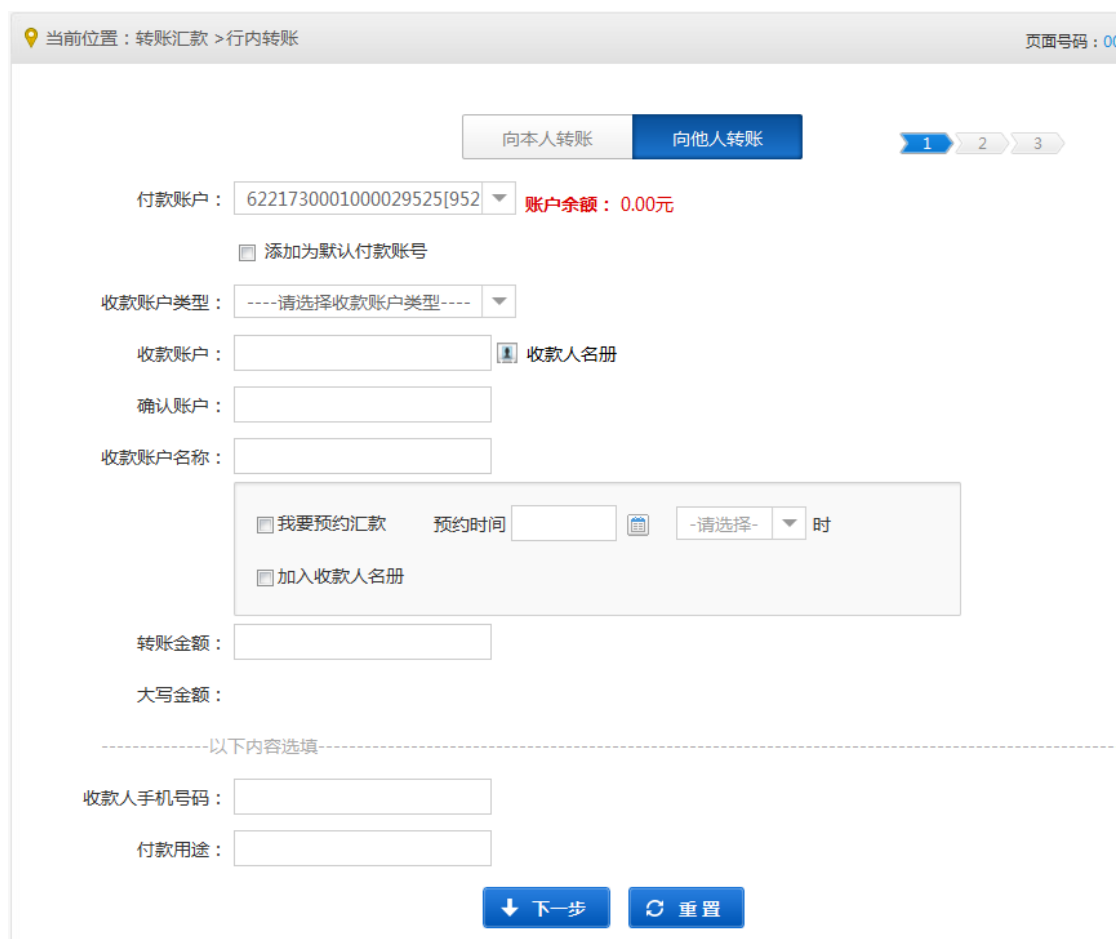 当前位置：转账汇款 >行内转账
页面号码：00
向本人转账 向他人转账 1 2 3
付款账户： 6221730001000029525[952 账户余额： 0.00元
添加为默认付款账号
收款账户类型： ----请选择收款账户类型----
收款账户： 收款人名册
确认账户：
收款账户名称：
我要预约汇款 预约时间 -请选择- 时
加入收款人名册
转账金额：
大写金额：
--------------以下内容选填--------------
收款人手机号码：
付款用途：
下一步 重置